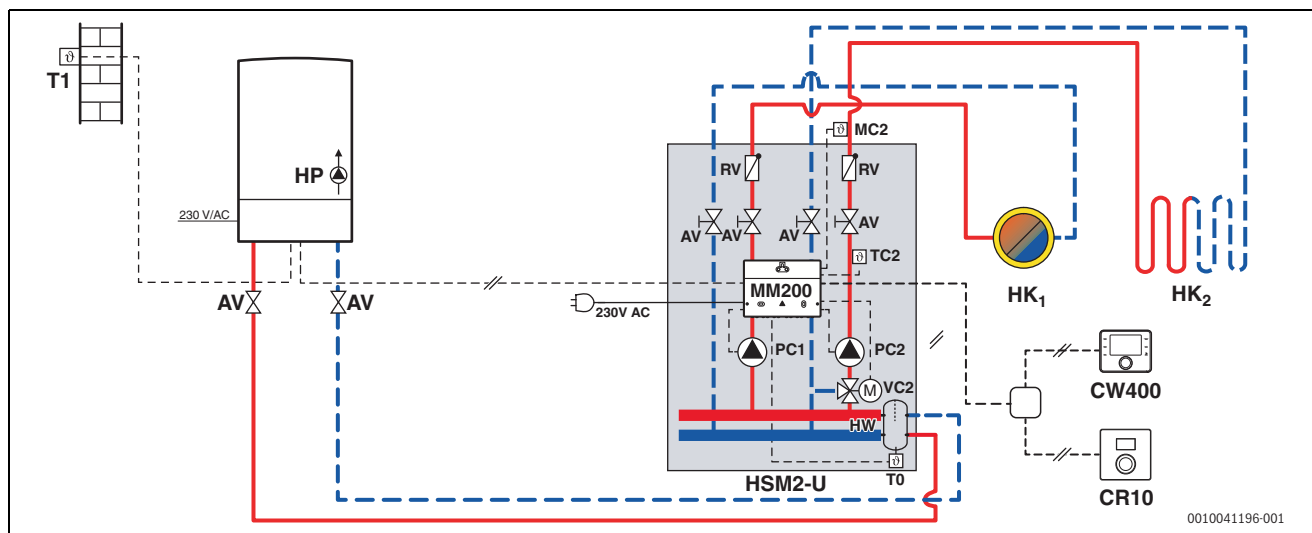 T1
ϑ
HP
230 V/AC
AV
AV
MC2
ϑ
RV
RV
AV
AV
AV
AV
TC2
ϑ
MM200
230V AC
PC1
PC2
M
VC2
HW
ϑ
T0
HSM2-U
HK1
HK2
CW400
CR10
0010041196-001